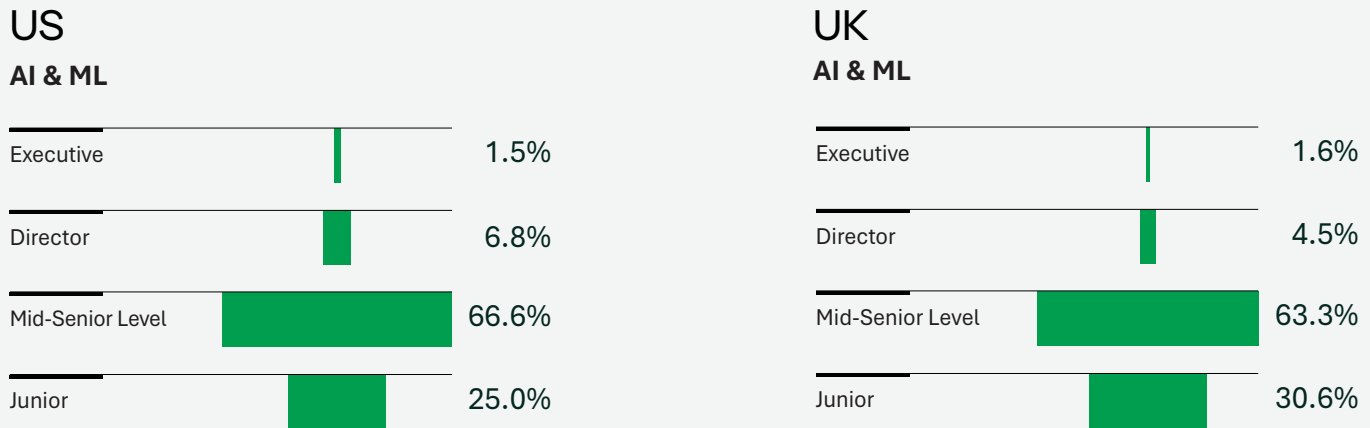 US
AI & ML
Executive 1.5%
Director 6.8%
Mid-Senior Level 66.6%
Junior 25.0%
UK
AI & ML
Executive 1.6%
Director 4.5%
Mid-Senior Level 63.3%
Junior 30.6%